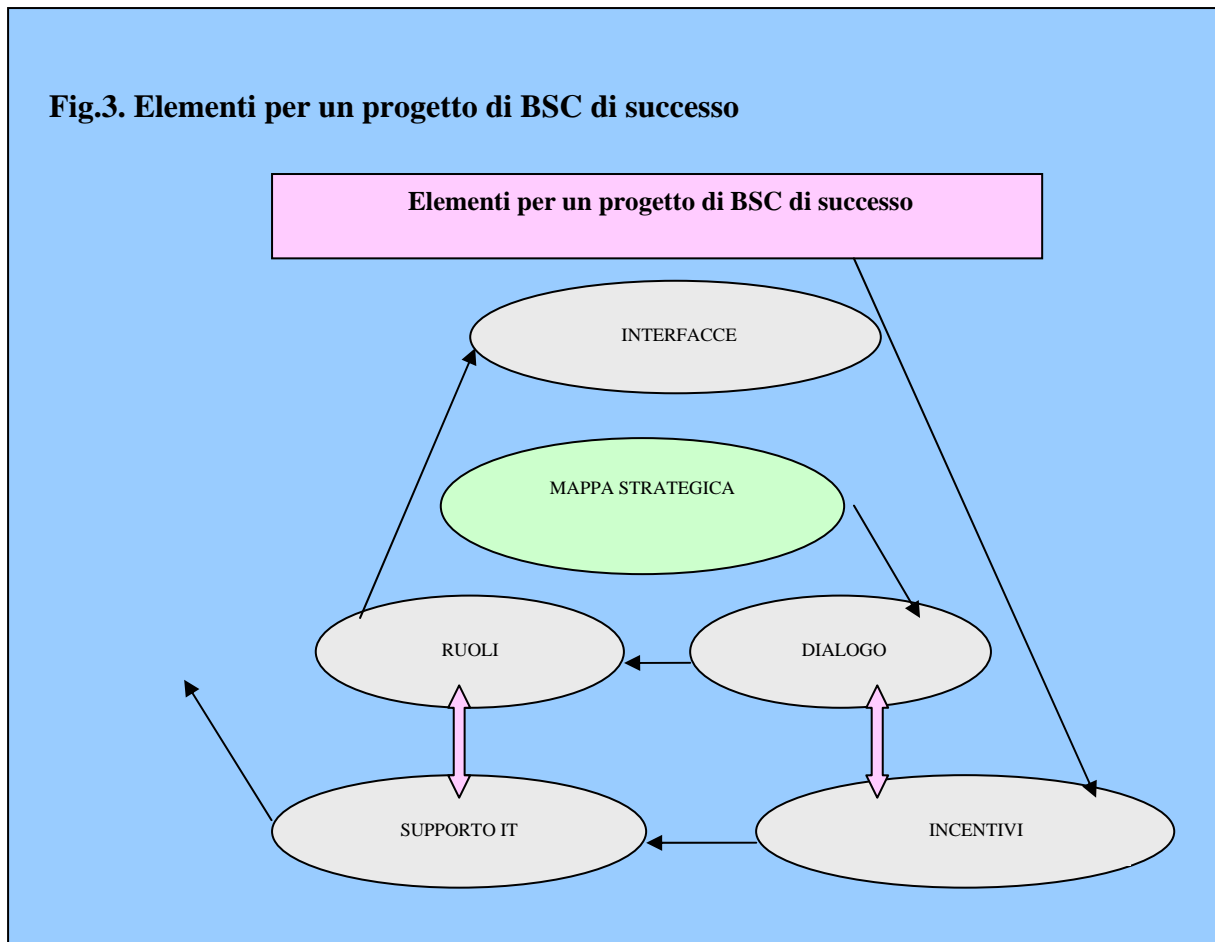 Fig.3. Elementi per un progetto di BSC di successo
Elementi per un progetto di BSC di successo
INTERFACCE
MAPPA STRATEGICA
RUOLI
DIALOGO
SUPPORTO IT
INCENTIVI